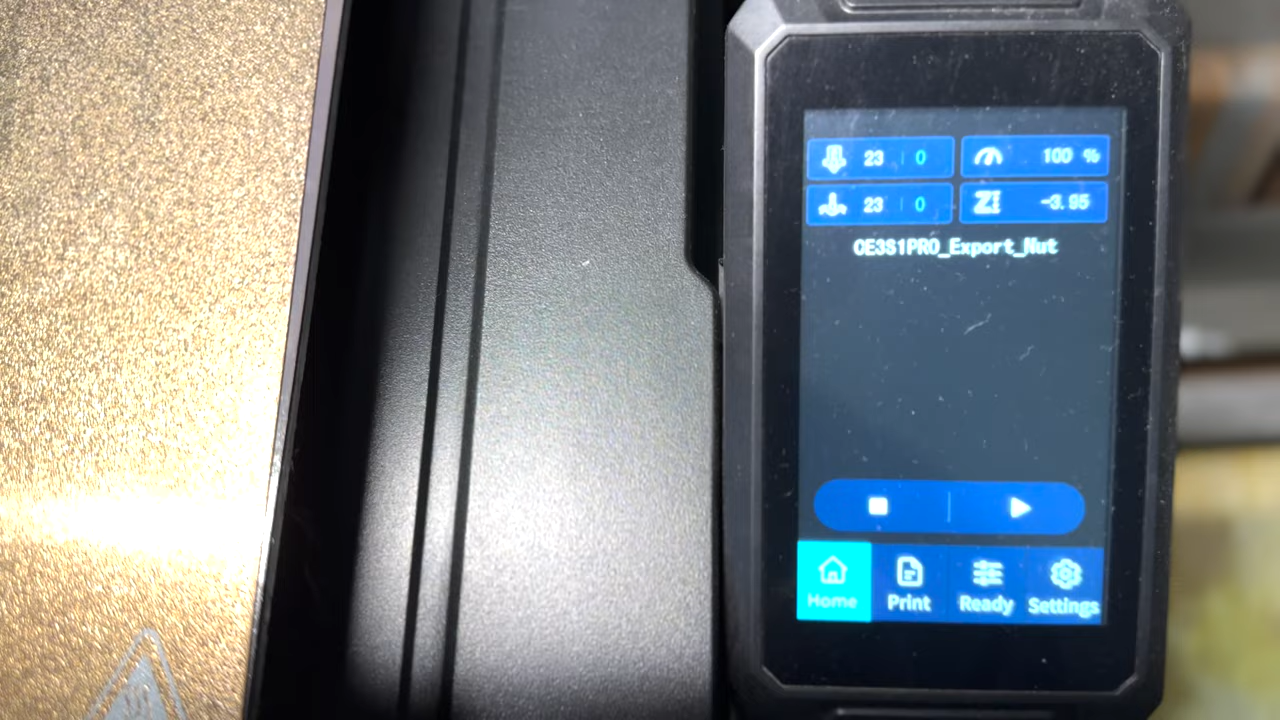 23 | 0
100 %
23 | 0
Z -3.95
CE3S1PRO_Export_Nut
Home
Print
Ready
Settings